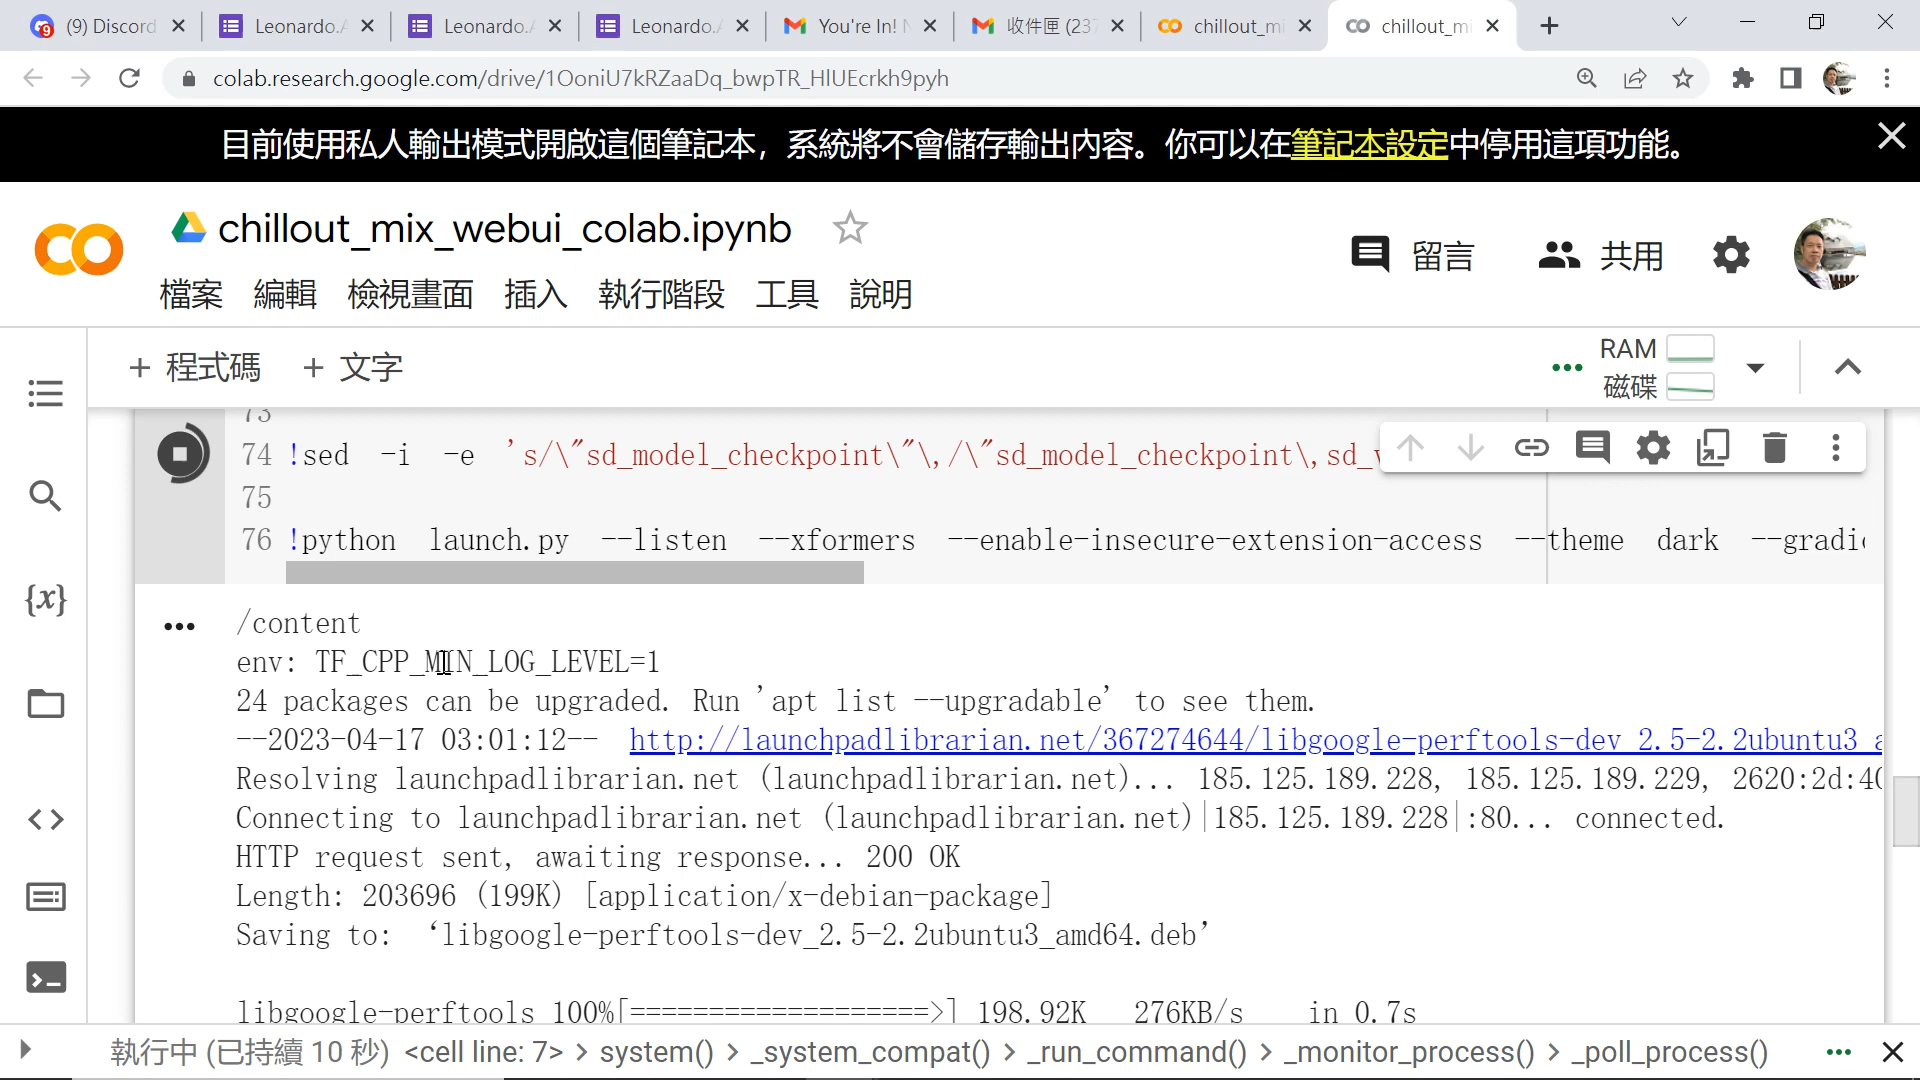 (9) Discord
Leonardo.A
Leonardo.A
Leonardo.A
You're In! N
收件匣 (237
chillout_mi
chillout_mi
colab.research.google.com/drive/1OoniU7kRZaaDq_bwpTR_HlUEcrkh9pyh
目前使用私人輸出模式開啟這個筆記本，系統將不會儲存輸出內容。你可以在筆記本設定中停用這項功能。
chillout_mix_webui_colab.ipynb
留言 共用
檔案 編輯 檢視畫面 插入 執行階段 工具 說明
+ 程式碼 + 文字
RAM
磁碟
73
74 !sed -i -e 's/\"sd_model_checkpoint\"\,/\"sd_model_checkpoint\,sd_v
75
76 !python launch.py --listen --xformers --enable-insecure-extension-access --theme dark --gradi
/content
env: TF_CPP_MIN_LOG_LEVEL=1
24 packages can be upgraded. Run 'apt list --upgradable' to see them.
--2023-04-17 03:01:12-- http://launchpadlibrarian.net/367274644/libgoogle-perftools-dev_2.5-2.2ubuntu3_a
Resolving launchpadlibrarian.net (launchpadlibrarian.net)... 185.125.189.228, 185.125.189.229, 2620:2d:40
Connecting to launchpadlibrarian.net (launchpadlibrarian.net)|185.125.189.228|:80... connected.
HTTP request sent, awaiting response... 200 OK
Length: 203696 (199K) [application/x-debian-package]
Saving to: ‘libgoogle-perftools-dev_2.5-2.2ubuntu3_amd64.deb’
libgoogle-perftools 100%[===================>] 198.92K 276KB/s in 0.7s
執行中 (已持續 10 秒) <cell line: 7> > system() > _system_compat() > _run_command() > _monitor_process() > _poll_process()